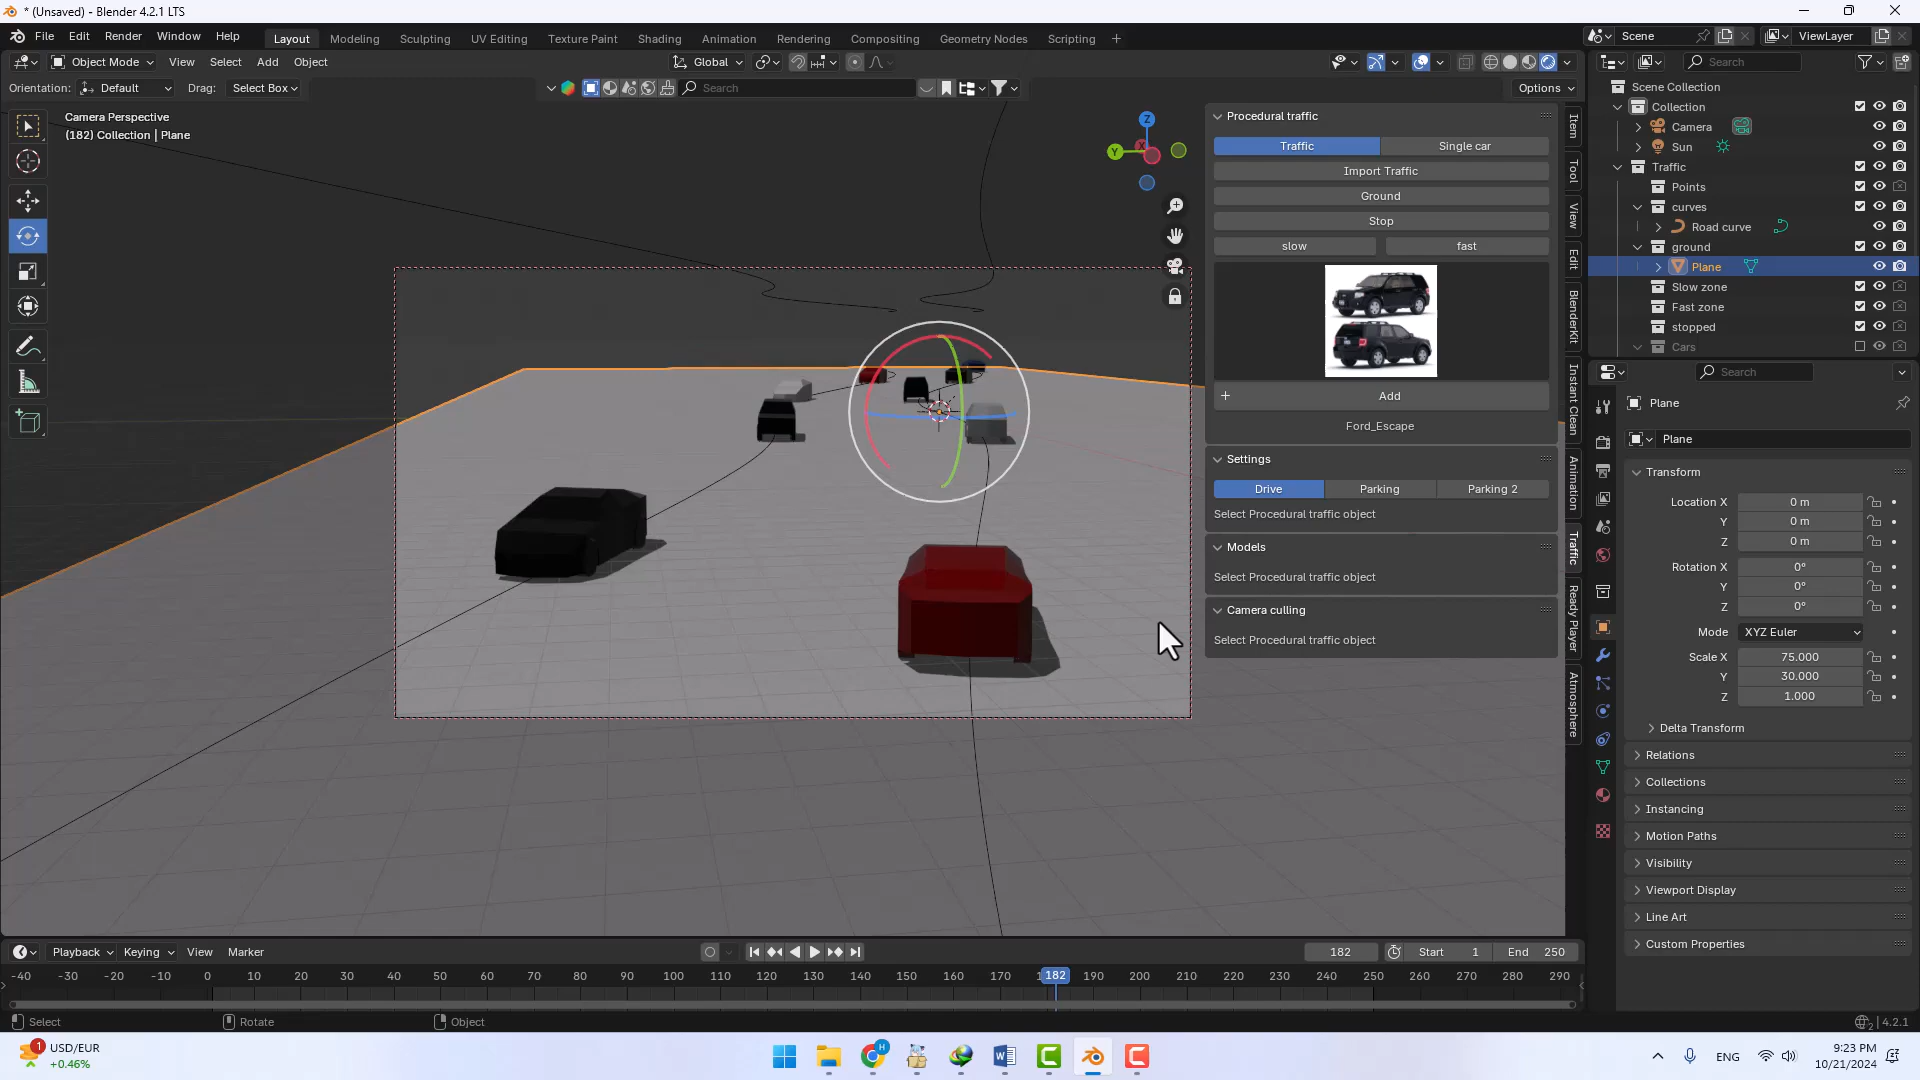 * (Unsaved) - Blender 4.2.1 LTS
File Edit Render Window Help Layout Modeling Sculpting UV Editing Texture Paint Shading Animation Rendering Compositing Geometry Nodes Scripting + Scene ViewLayer
Object Mode View Select Add Object Global Search
Orientation: Default Drag: Select Box Search Options
Camera Perspective
(182) Collection | Plane
Z
Y
X
Procedural traffic
Traffic Single car
Import Traffic
Ground
Stop
slow fast
+ Add
Ford_Escape
Settings
Drive Parking Parking 2
Select Procedural traffic object
Models
Select Procedural traffic object
Camera culling
Select Procedural traffic object
Item
Tool
View
Edit
BlenderKit
Instant Clean
Animation
Traffic
Ready Player
Atmosphere
Scene Collection
Collection
Camera
Sun
Traffic
Points
curves
Road curve
ground
Plane
Slow zone
Fast zone
stopped
Cars
Search
Plane
Plane
Transform
Location X 0 m
Y 0 m
Z 0 m
Rotation X 0°
Y 0°
Z 0°
Mode XYZ Euler
Scale X 75.000
Y 30.000
Z 1.000
Delta Transform
Relations
Collections
Instancing
Motion Paths
Visibility
Viewport Display
Line Art
Custom Properties
Playback Keying View Marker 182 Start 1 End 250
-40 -30 -20 -10 0 10 20 30 40 50 60 70 80 90 100 110 120 130 140 150 160 170 182 190 200 210 220 230 240 250 260 270 280 290
Select Rotate Object 4.2.1
1 USD/EUR
+0.46%
H
ENG
9:23 PM
10/21/2024